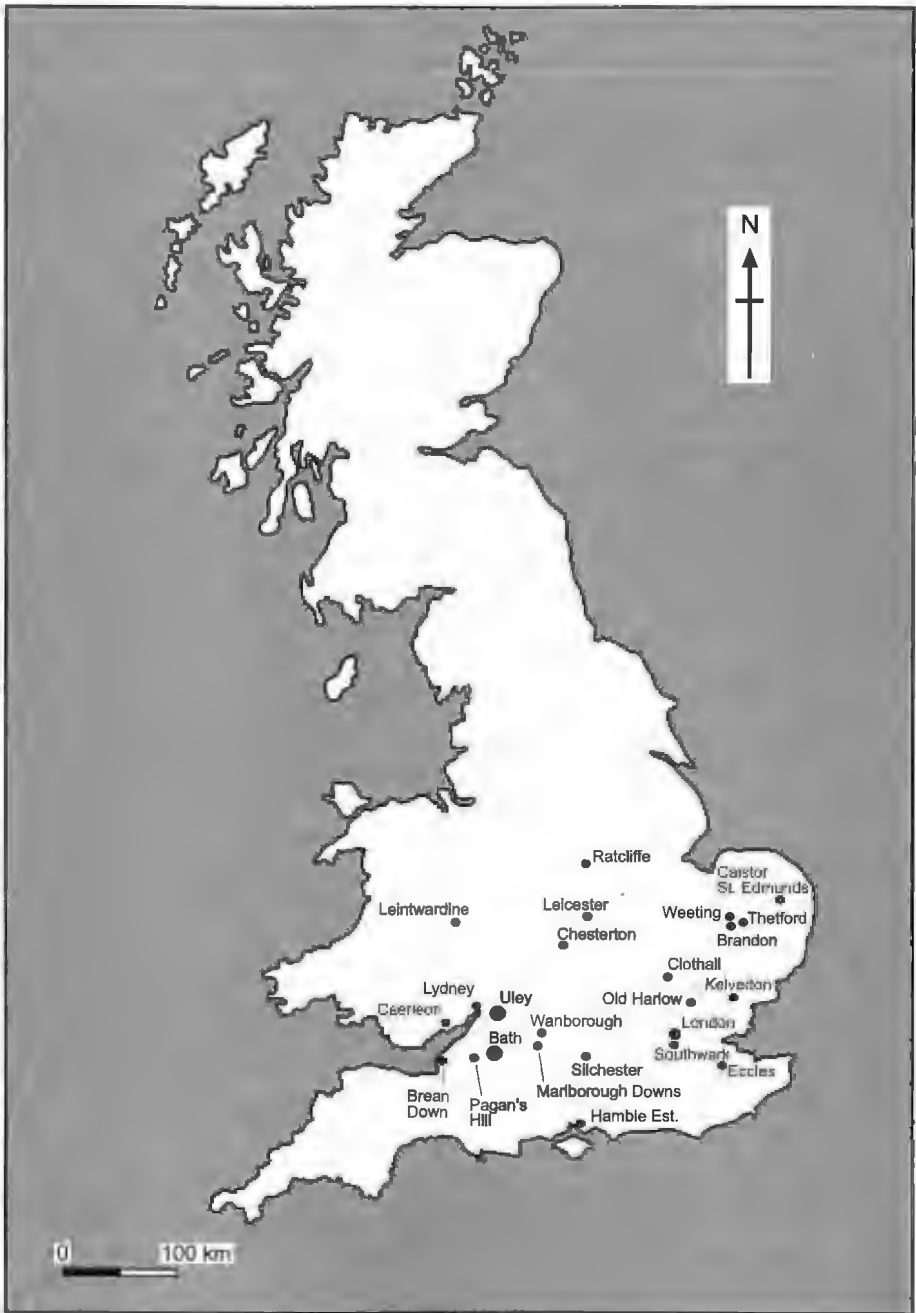 N
Ratcliffe
Caistor
St. Edmunds
Leintwardine
Leicester
Weeting
Thetford
Chesterton
Brandon
Clothall
Lydney
Uley
Old Harlow
Kelvedon
Caerleon
Wanborough
London
Bath
Southwark
Silchester
Eccles
Brean
Down
Pagan's
Hill
Marlborough Downs
Hamble Est.
0
100 km